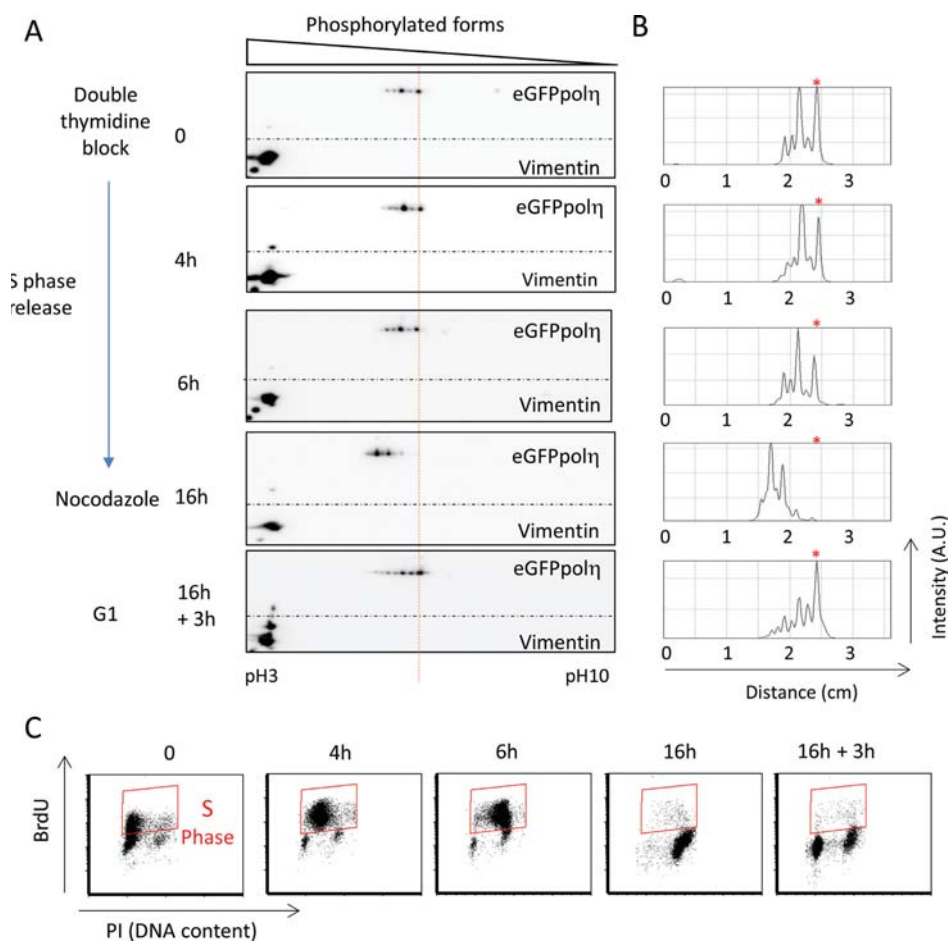 A
Phosphorylated forms
B
Double
thymidine
block
0
eGFPpolη
Vimentin
*
0 1 2 3
4h
eGFPpolη
Vimentin
*
0 1 2 3
S phase
release
6h
eGFPpolη
Vimentin
*
0 1 2 3
Nocodazole
16h
eGFPpolη
Vimentin
*
0 1 2 3
G1
16h
+ 3h
eGFPpolη
Vimentin
*
0 1 2 3
pH3
pH10
Distance (cm)
Intensity (A.U.)
C
0 4h 6h 16h 16h + 3h
BrdU
S
Phase
PI (DNA content)